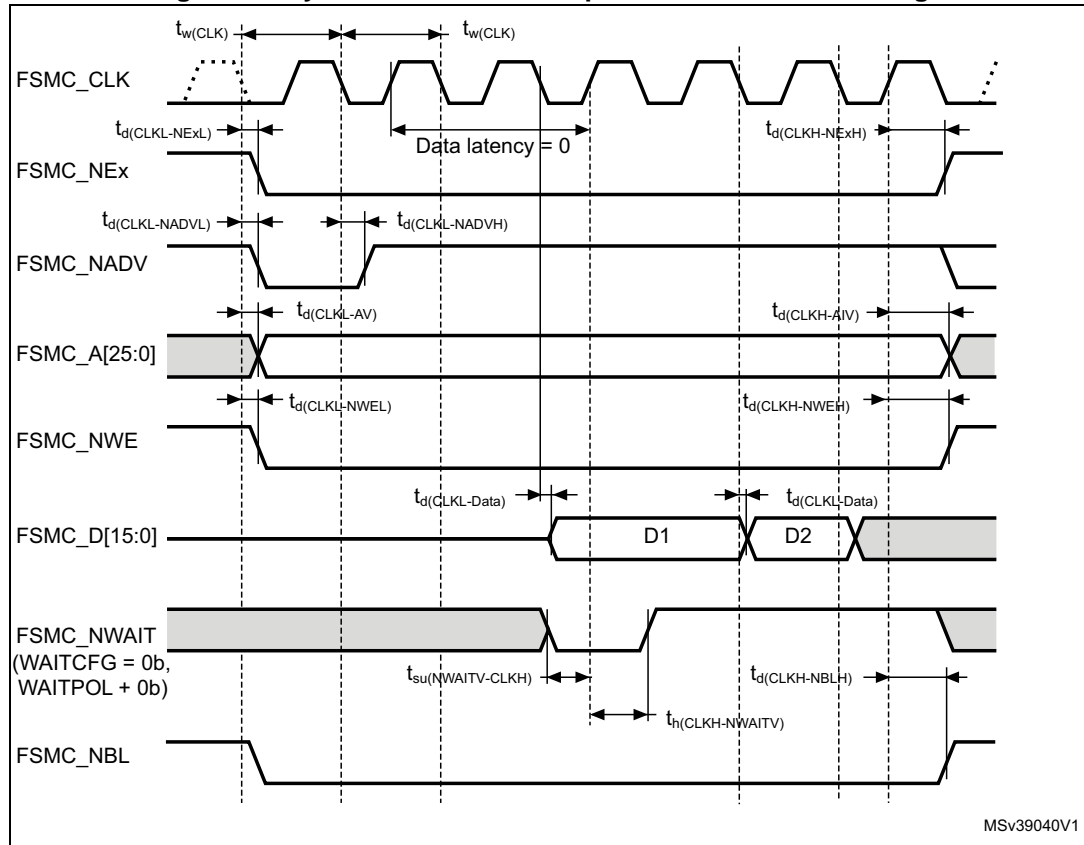 tw(CLK) tw(CLK)
FSMC_CLK
td(CLKL-NExL) Data latency = 0 td(CLKH-NExH)
FSMC_NEx
td(CLKL-NADVL) td(CLKL-NADVH)
FSMC_NADV
td(CLKL-AV) td(CLKH-AIV)
FSMC_A[25:0]
td(CLKL-NWEL) td(CLKH-NWEH)
FSMC_NWE
td(CLKL-Data) td(CLKL-Data)
FSMC_D[15:0] D1 D2
FSMC_NWAIT
(WAITCFG = 0b,
WAITPOL + 0b)
tsu(NWAITV-CLKH) td(CLKH-NBLH)
th(CLKH-NWAITV)
FSMC_NBL
MSv39040V1